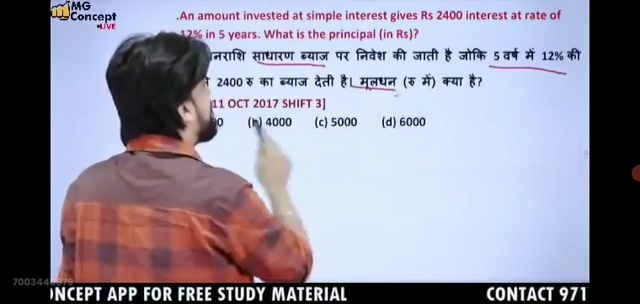 MG
Concept
LIVE
.An amount invested at simple interest gives Rs 2400 interest at rate of
12% in 5 years. What is the principal (in Rs)?
नराशि साधारण ब्याज पर निवेश की जाती है जोकि 5 वर्ष में 12% की
2400 रु का ब्याज देती है। मूलधन (रु में) क्या है?
11 OCT 2017 SHIFT 3]
(b) 4000 (c) 5000 (d) 6000
ONCEPT APP FOR FREE STUDY MATERIAL CONTACT 971